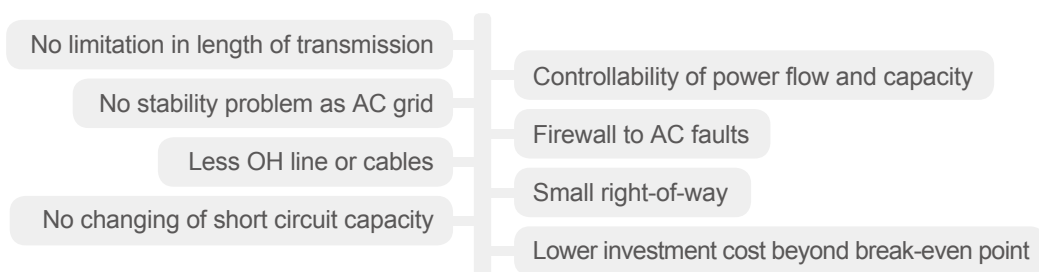 No limitation in length of transmission
Controllability of power flow and capacity
No stability problem as AC grid
Firewall to AC faults
Less OH line or cables
Small right-of-way
No changing of short circuit capacity
Lower investment cost beyond break-even point